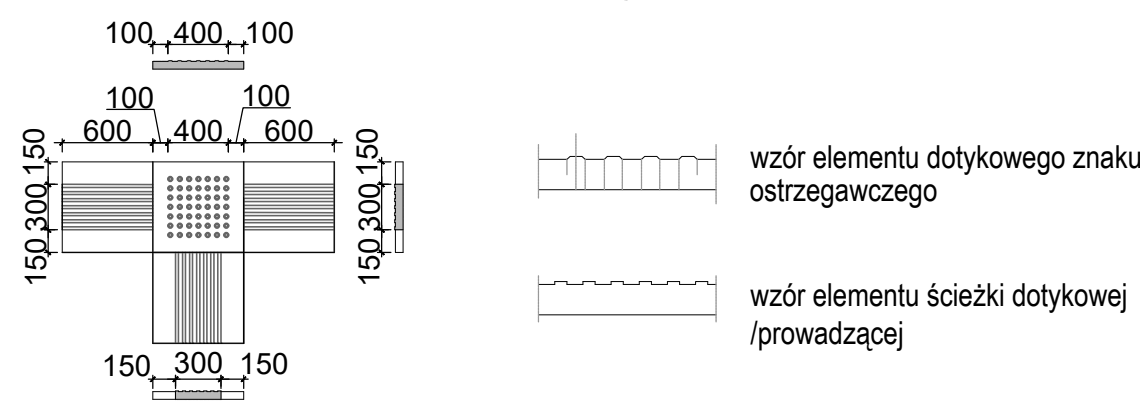 100 400 100
100 100
600 400 600
150 300 150
150 300 150
150 300 150
wzór elementu dotykowego znaku
ostrzegawczego
wzór elementu ścieżki dotykowej
/prowadzącej